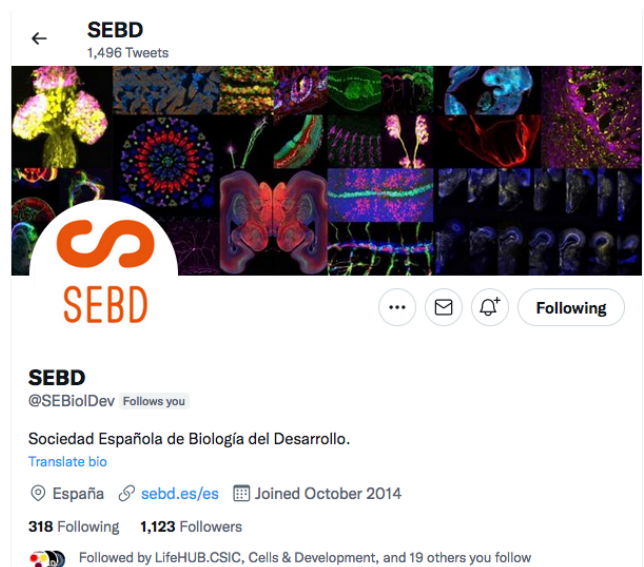 SEBD
1,496 Tweets
SEBD
Following
SEBD
@SEBiolDev Follows you
Sociedad Española de Biología del Desarrollo.
Translate bio
España sebd.es/es Joined October 2014
318 Following 1,123 Followers
Followed by LifeHUB.CSIC, Cells & Development, and 19 others you follow